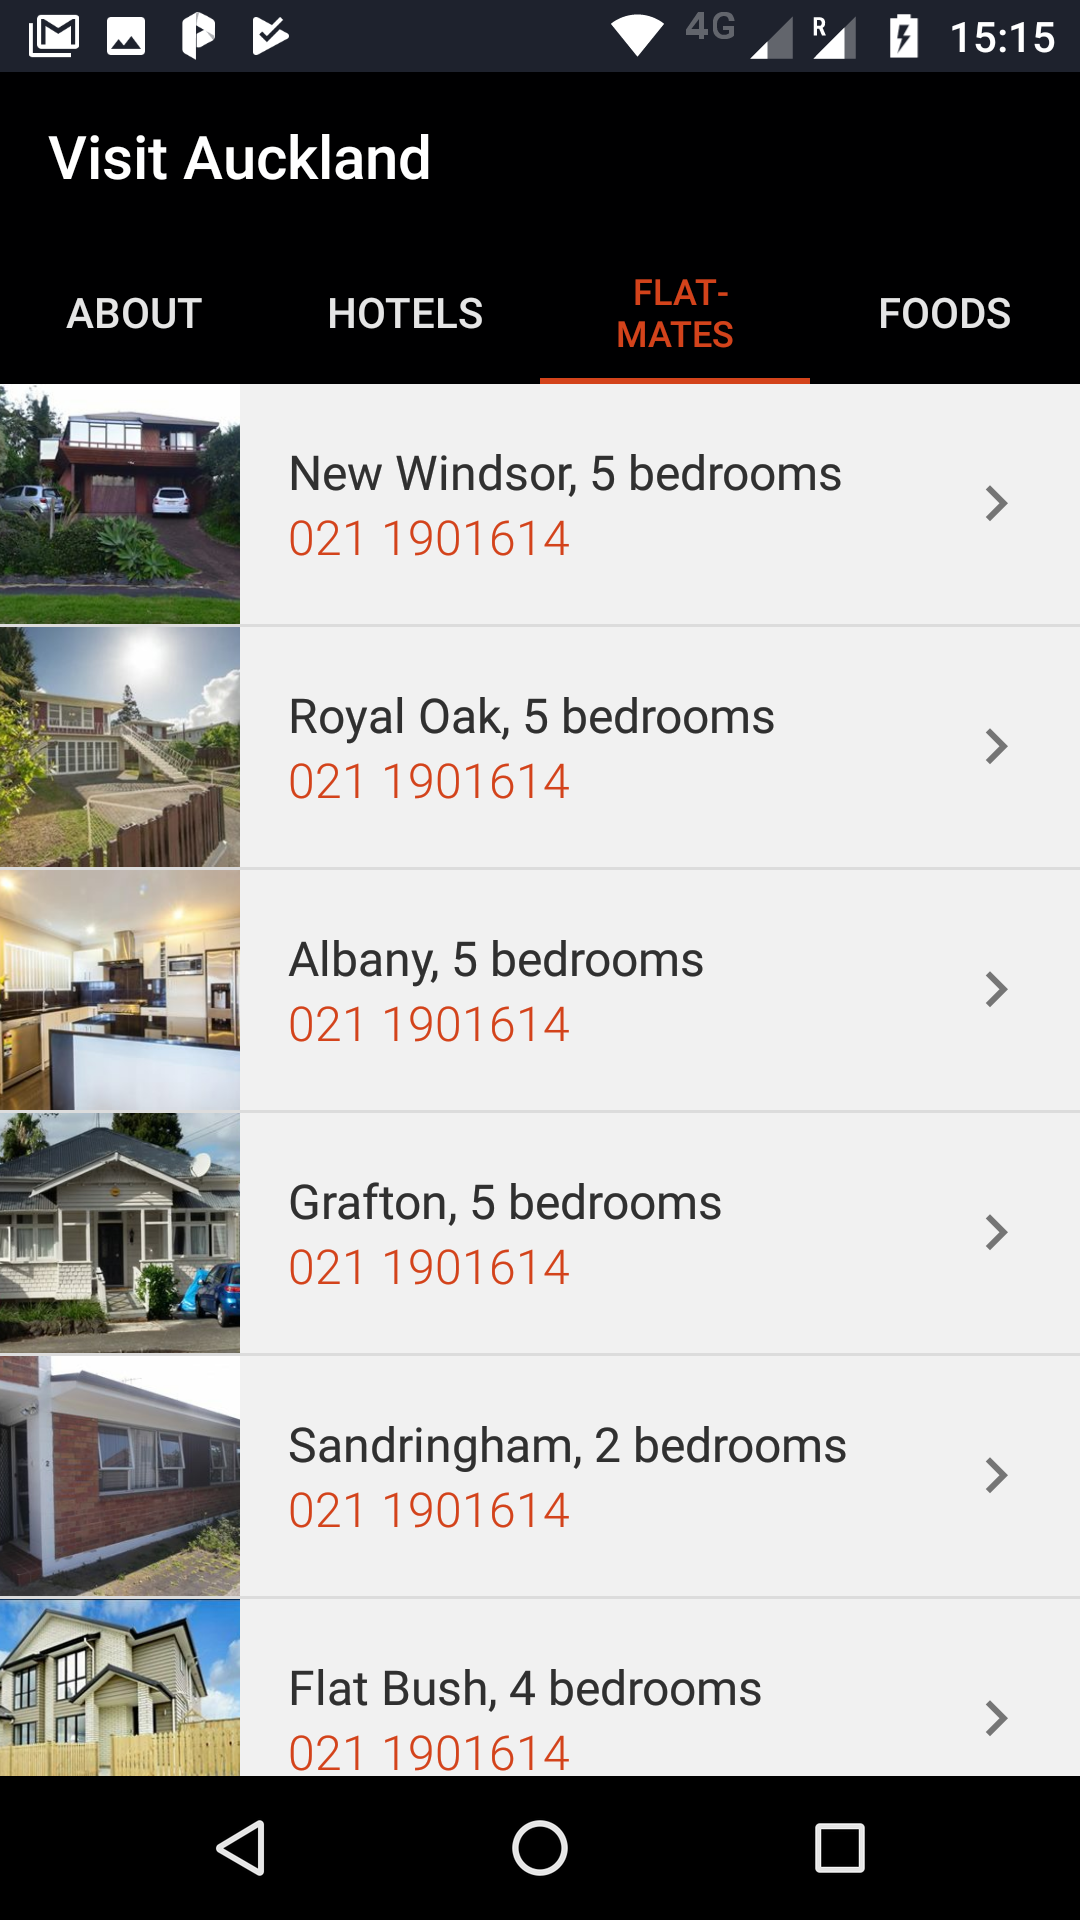 4G
R
15:15
Visit Auckland
ABOUT
HOTELS
FLAT-
MATES
FOODS
New Windsor, 5 bedrooms
021 1901614
Royal Oak, 5 bedrooms
021 1901614
Albany, 5 bedrooms
021 1901614
Grafton, 5 bedrooms
021 1901614
Sandringham, 2 bedrooms
021 1901614
Flat Bush, 4 bedrooms
021 1901614